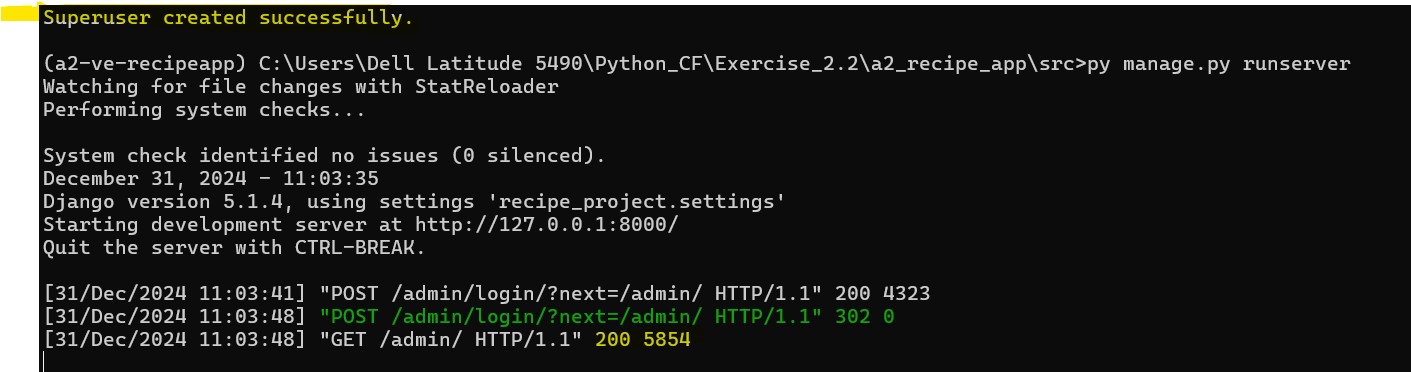 Superuser created successfully.
(a2-ve-recipeapp) C:\Users\Dell Latitude 5490\Python_CF\Exercise_2.2\a2_recipe_app\src>py manage.py runserver
Watching for file changes with StatReloader
Performing system checks...
System check identified no issues (0 silenced).
December 31, 2024 - 11:03:35
Django version 5.1.4, using settings 'recipe_project.settings'
Starting development server at http://127.0.0.1:8000/
Quit the server with CTRL-BREAK.
[31/Dec/2024 11:03:41] "POST /admin/login/?next=/admin/ HTTP/1.1" 200 4323
[31/Dec/2024 11:03:48] "POST /admin/login/?next=/admin/ HTTP/1.1" 302 0
[31/Dec/2024 11:03:48] "GET /admin/ HTTP/1.1" 200 5854